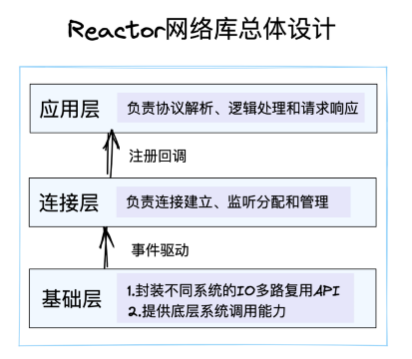 Reactor网络库总体设计
应用层
负责协议解析、逻辑处理和请求响应
注册回调
连接层
负责连接建立、监听分配和管理
事件驱动
基础层
1.封装不同系统的IO多路复用API
2.提供底层系统调用能力